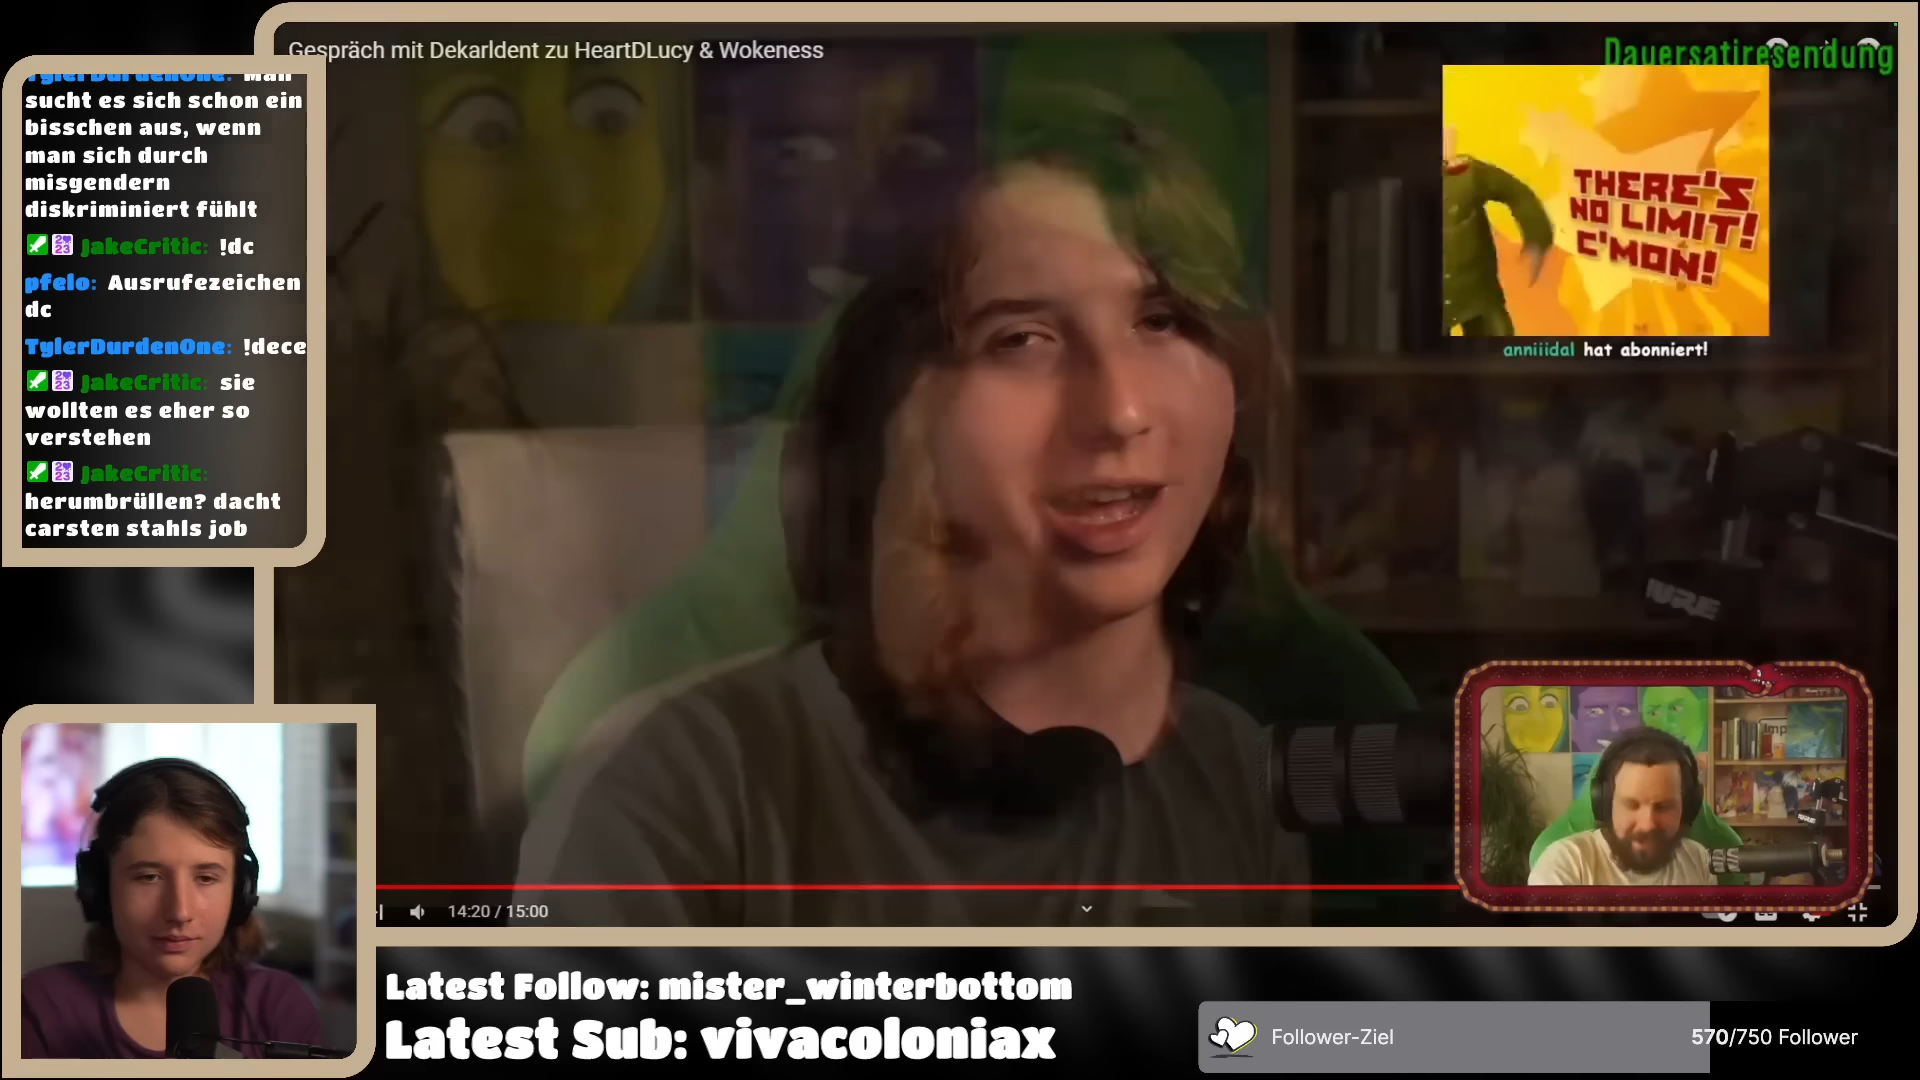 Gespräch mit Dekarldent zu HeartDLucy & Wokeness
Dauersatiresendung
TylerDurdenOne: Man
sucht es sich schon ein
bisschen aus, wenn
man sich durch
misgendern
diskriminiert fühlt
JakeCritic: !dc
pfelo: Ausrufezeichen
dc
TylerDurdenOne: !dece
JakeCritic: sie
wollten es eher so
verstehen
JakeCritic:
herumbrüllen? dacht
carsten stahls job
THERE'S
NO LIMIT!
C'MON!
anniiidal hat abonniert!
14:20 / 15:00
Latest Follow: mister_winterbottom
Latest Sub: vivacoloniax
Follower-Ziel
570/750 Follower